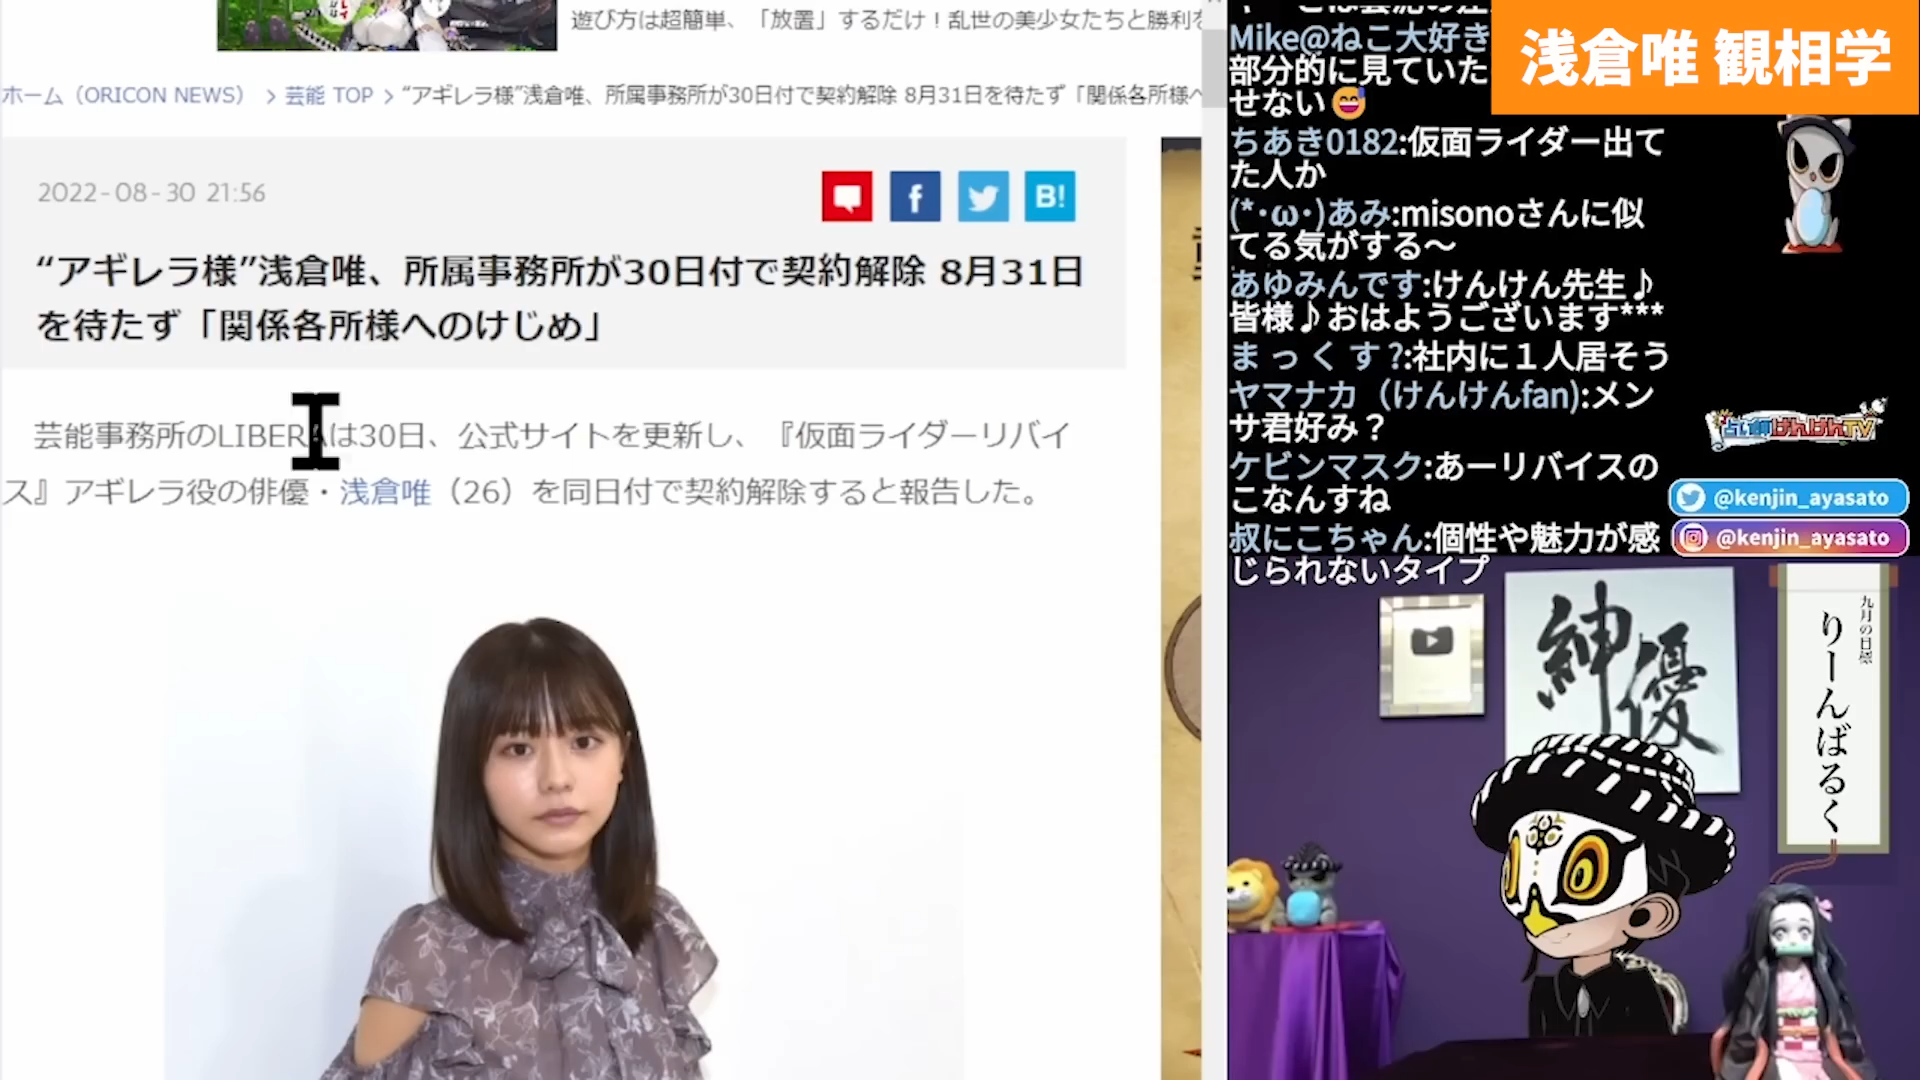 遊び方は超簡単、「放置」するだけ！乱世の美少女たちと勝利を
ホーム（ORICON NEWS） > 芸能 TOP > “アギレラ様”浅倉唯、所属事務所が30日付で契約解除 8月31日を待たず「関係各所様へ
2022-08-30 21:56
f
B!
“アギレラ様”浅倉唯、所属事務所が30日付で契約解除 8月31日
を待たず「関係各所様へのけじめ」
芸能事務所のLIBERAは30日、公式サイトを更新し、『仮面ライダーリバイ
ス』アギレラ役の俳優・浅倉唯（26）を同日付で契約解除すると報告した。
浅倉唯 観相学
Mike@ねこ大好き
部分的に見ていた
せない😅
ちあき0182:仮面ライダー出て
た人か
(*･ω･)あみ:misonoさんに似
てる気がする〜
あゆみんです:けんけん先生♪
皆様♪おはようございます***
ま っ く す ?:社内に１人居そう
ヤマナカ（けんけんfan):メン
サ君好み？
ケビンマスク:あーリバイスの
こなんすね
叔にこちゃん:個性や魅力が感
じられないタイプ
占い師けんけんTV
@kenjin_ayasato
@kenjin_ayasato
紳優
九月の日標
りーんばるく